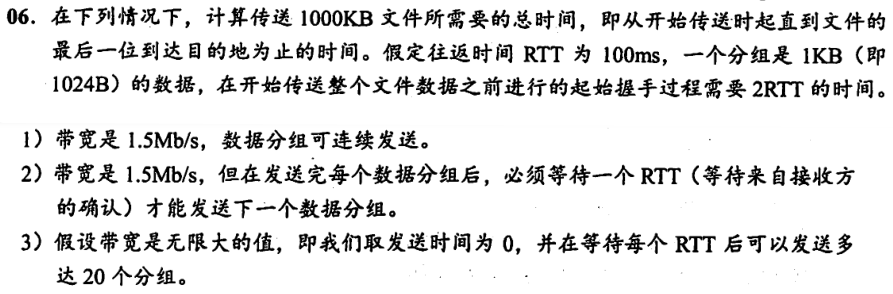 06. 在下列情况下，计算传送 1000KB 文件所需要的总时间，即从开始传送时起直到文件的
最后一位到达目的地为止的时间。假定往返时间 RTT 为 100ms，一个分组是 1KB（即
1024B）的数据，在开始传送整个文件数据之前进行的起始握手过程需要 2RTT 的时间。
1）带宽是 1.5Mb/s，数据分组可连续发送。
2）带宽是 1.5Mb/s，但在发送完每个数据分组后，必须等待一个 RTT（等待来自接收方
的确认）才能发送下一个数据分组。
3）假设带宽是无限大的值，即我们取发送时间为 0，并在等待每个 RTT 后可以发送多
达 20 个分组。